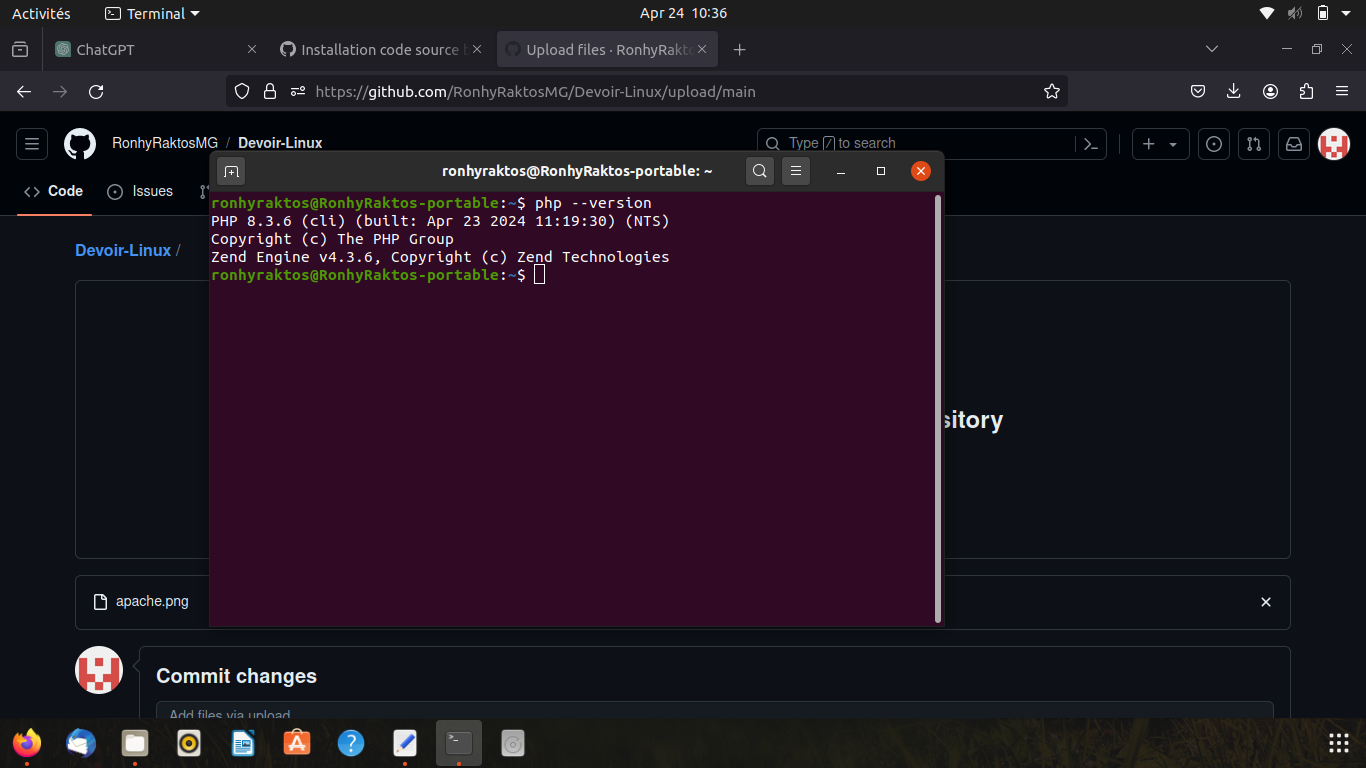 Activités
Terminal
Apr 24 10:36
ChatGPT
Installation code source
Upload files · RonhyRakto
https://github.com/RonhyRaktosMG/Devoir-Linux/upload/main
RonhyRaktosMG / Devoir-Linux
Type / to search
Code
Issues
ronhyraktos@RonhyRaktos-portable: ~
ronhyraktos@RonhyRaktos-portable:~$ php --version
PHP 8.3.6 (cli) (built: Apr 23 2024 11:19:30) (NTS)
Copyright (c) The PHP Group
Zend Engine v4.3.6, Copyright (c) Zend Technologies
ronhyraktos@RonhyRaktos-portable:~$
Devoir-Linux /
sitory
apache.png
Commit changes
Add files via upload